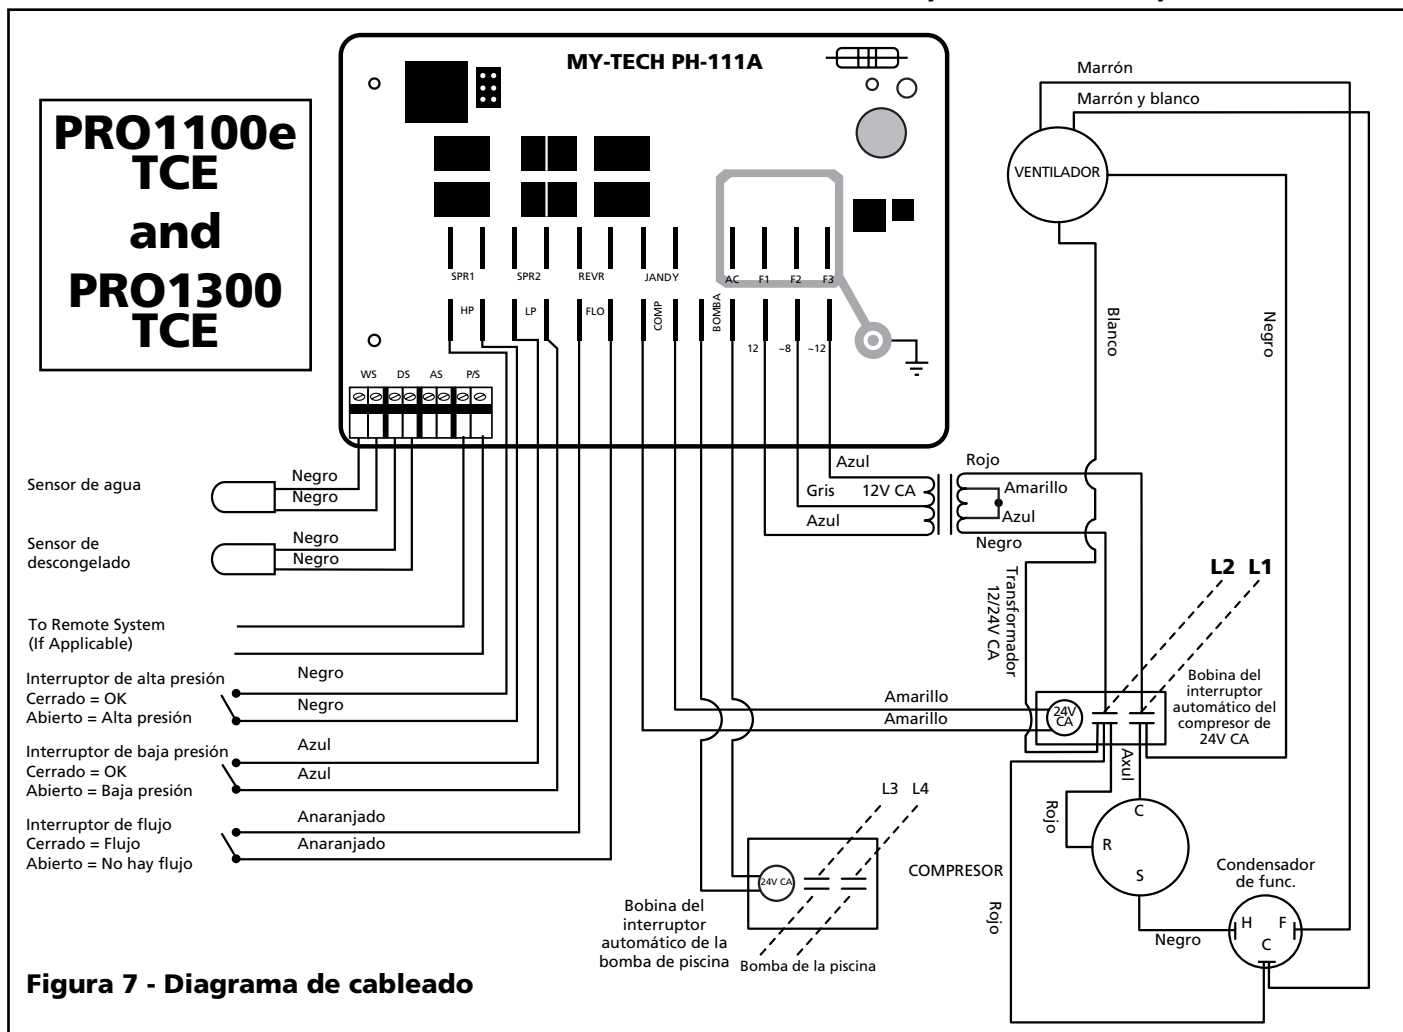 MY-TECH PH-111A
PRO1100e
TCE
and
PRO1300
TCE
SPR1
SPR2
REVR
JANDY
AC
F1
F2
F3
HP
LP
FLO
COMP
BOMBA
12
~8
~12
WS
DS
AS
P/S
Marrón
Marrón y blanco
VENTILADOR
Blanco
Negro
Sensor de agua
Negro
Negro
Sensor de
descongelado
Negro
Negro
To Remote System
(If Applicable)
Interruptor de alta presión
Cerrado = OK
Abierto = Alta presión
Negro
Negro
Interruptor de baja presión
Cerrado = OK
Abierto = Baja presión
Azul
Azul
Interruptor de flujo
Cerrado = Flujo
Abierto = No hay flujo
Anaranjado
Anaranjado
Azul
Gris
12V CA
Azul
Rojo
Amarillo
Azul
Negro
Transformador
12/24V CA
L2
L1
Amarillo
Amarillo
24V
CA
Bobina del
interruptor
automático del
compresor de
24V CA
Axul
Rojo
C
R
S
COMPRESOR
Rojo
Negro
Condensador
de func.
H
F
C
L3
L4
24V CA
Bobina del
interruptor
automático de la
bomba de piscina
Bomba de la piscina
Figura 7 - Diagrama de cableado